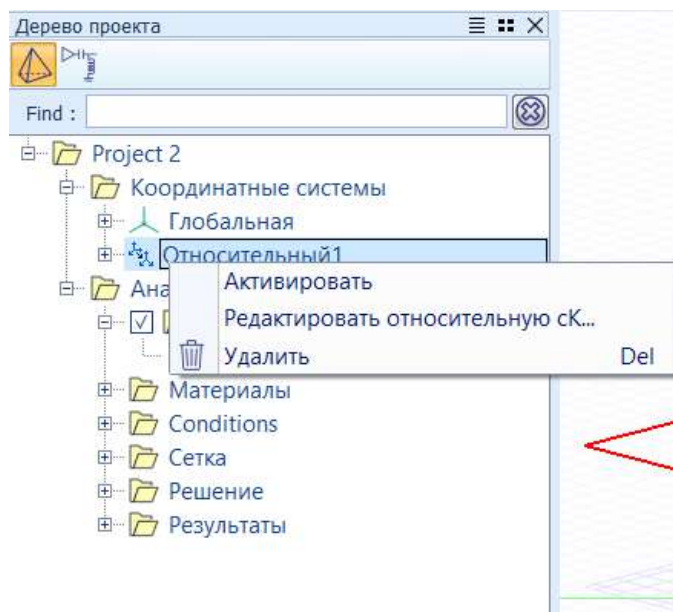 Дерево проекта
Find :
Project 2
Координатные системы
Глобальная
Относительный1
Активировать
Ана
Редактировать относительную сК...
Удалить Del
Материалы
Conditions
Сетка
Решение
Результаты